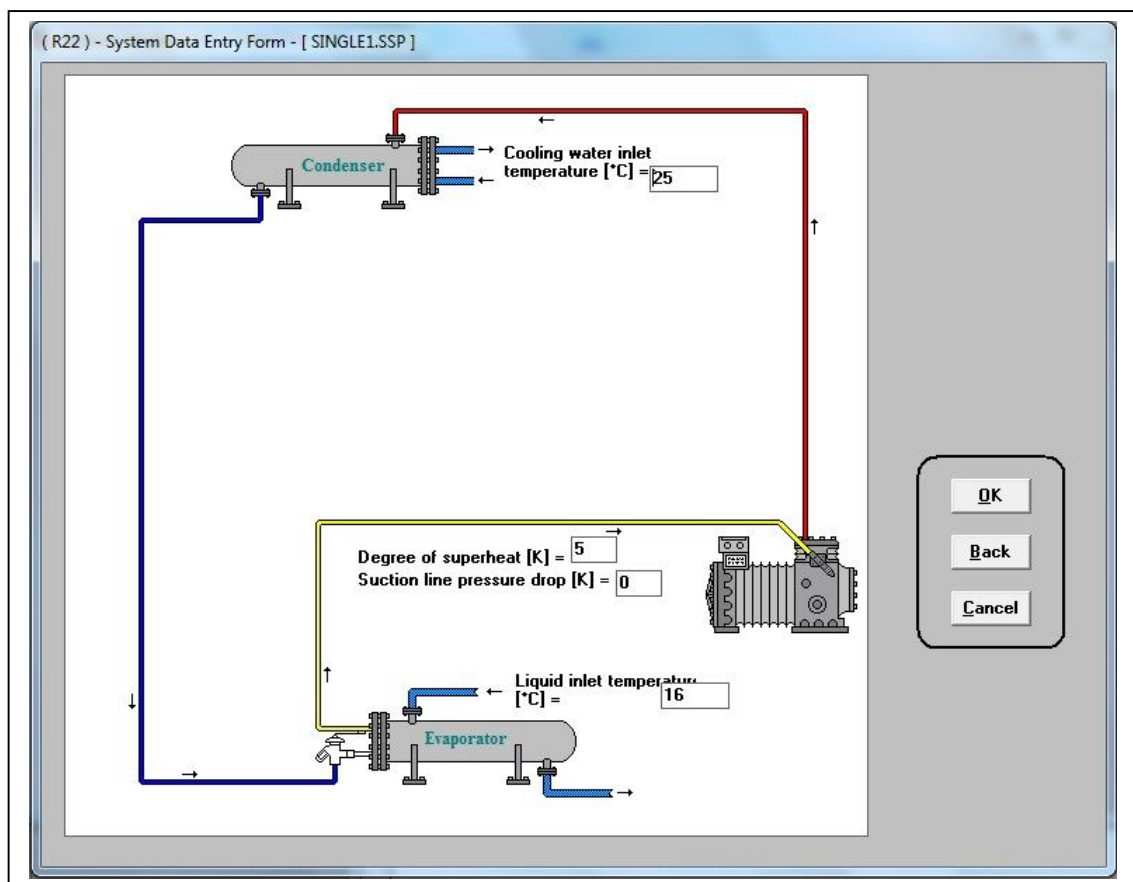 ( R22 ) - System Data Entry Form - [ SINGLE1.SSP ]
Condenser
Cooling water inlet
temperature [°C] = 25
OK
Back
Cancel
Degree of superheat [K] = 5
Suction line pressure drop [K] = 0
Liquid inlet temperature
[°C] = 16
Evaporator